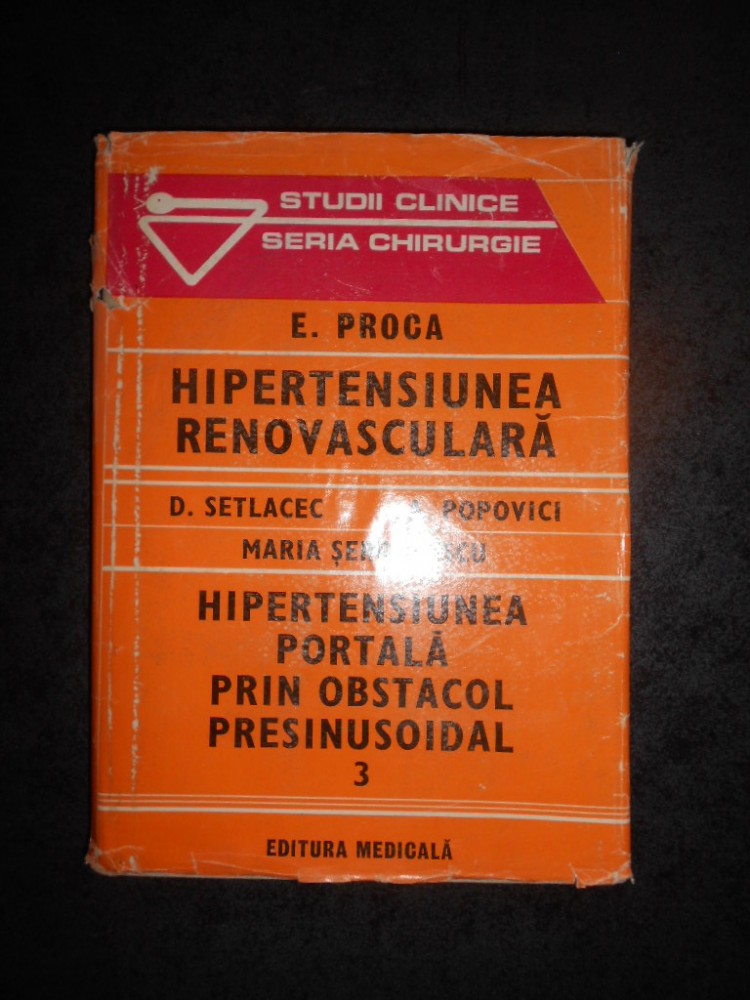 STUDII CLINICE
SERIA CHIRURGIE
E. PROCA
HIPERTENSIUNEA
RENOVASCULARĂ
D. SETLACEC POPOVICI
MARIA
HIPERTENSIUNEA
PORTALĂ
PRIN OBSTACOL
PRESINUSOIDAL
3
EDITURA MEDICALĂ